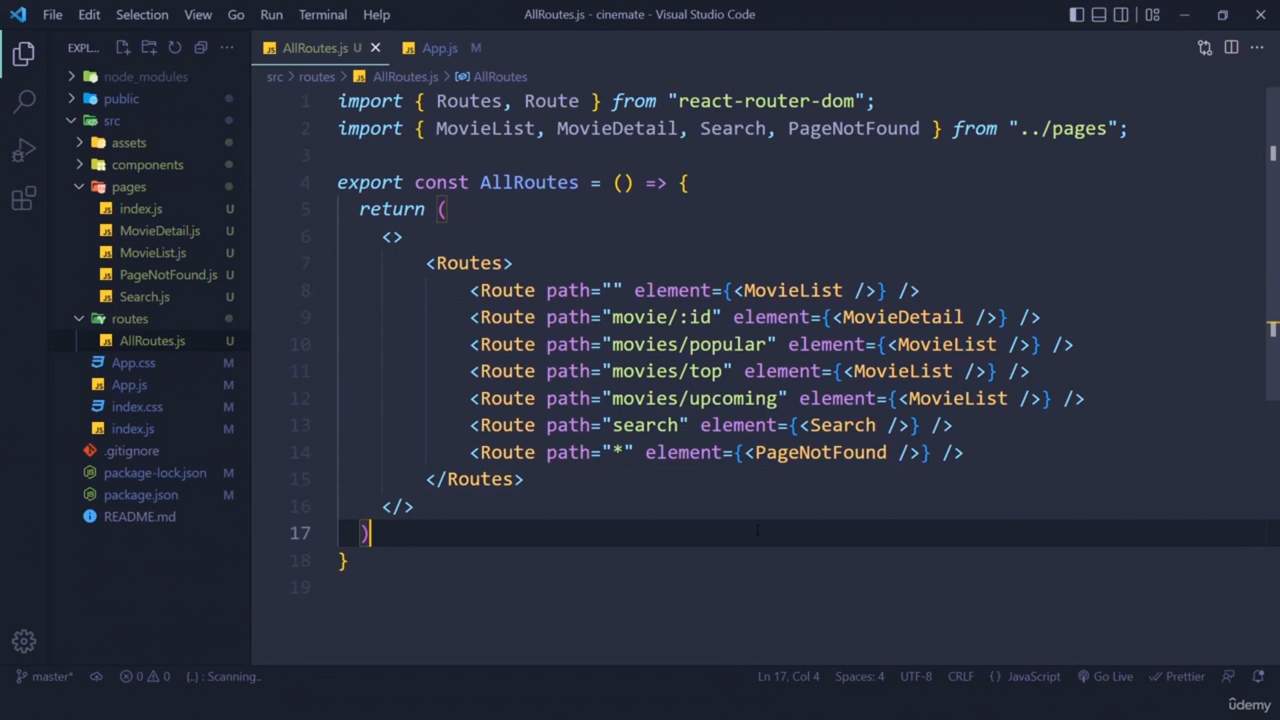 File Edit Selection View Go Run Terminal Help AllRoutes.js - cinemate - Visual Studio Code
EXPL... AllRoutes.js U App.js M
src > routes > AllRoutes.js > AllRoutes
node_modules
public
src
assets
components
pages
index.js U
MovieDetail.js U
MovieList.js U
PageNotFound.js U
Search.js U
routes
AllRoutes.js U
App.css M
App.js M
index.css M
index.js M
.gitignore
package-lock.json M
package.json M
README.md
1 import { Routes, Route } from "react-router-dom";
2 import { MovieList, MovieDetail, Search, PageNotFound } from "../pages";
3
4 export const AllRoutes = () => {
5 return (
6 <>
7 <Routes>
8 <Route path="" element={<MovieList />} />
9 <Route path="movie/:id" element={<MovieDetail />} />
10 <Route path="movies/popular" element={<MovieList />} />
11 <Route path="movies/top" element={<MovieList />} />
12 <Route path="movies/upcoming" element={<MovieList />} />
13 <Route path="search" element={<Search />} />
14 <Route path="*" element={<PageNotFound />} />
15 </Routes>
16 </>
17 )
18 }
19
master* 0 0 {..} : Scanning.. Ln 17, Col 4 Spaces: 4 UTF-8 CRLF {} JavaScript Go Live Prettier
udemy